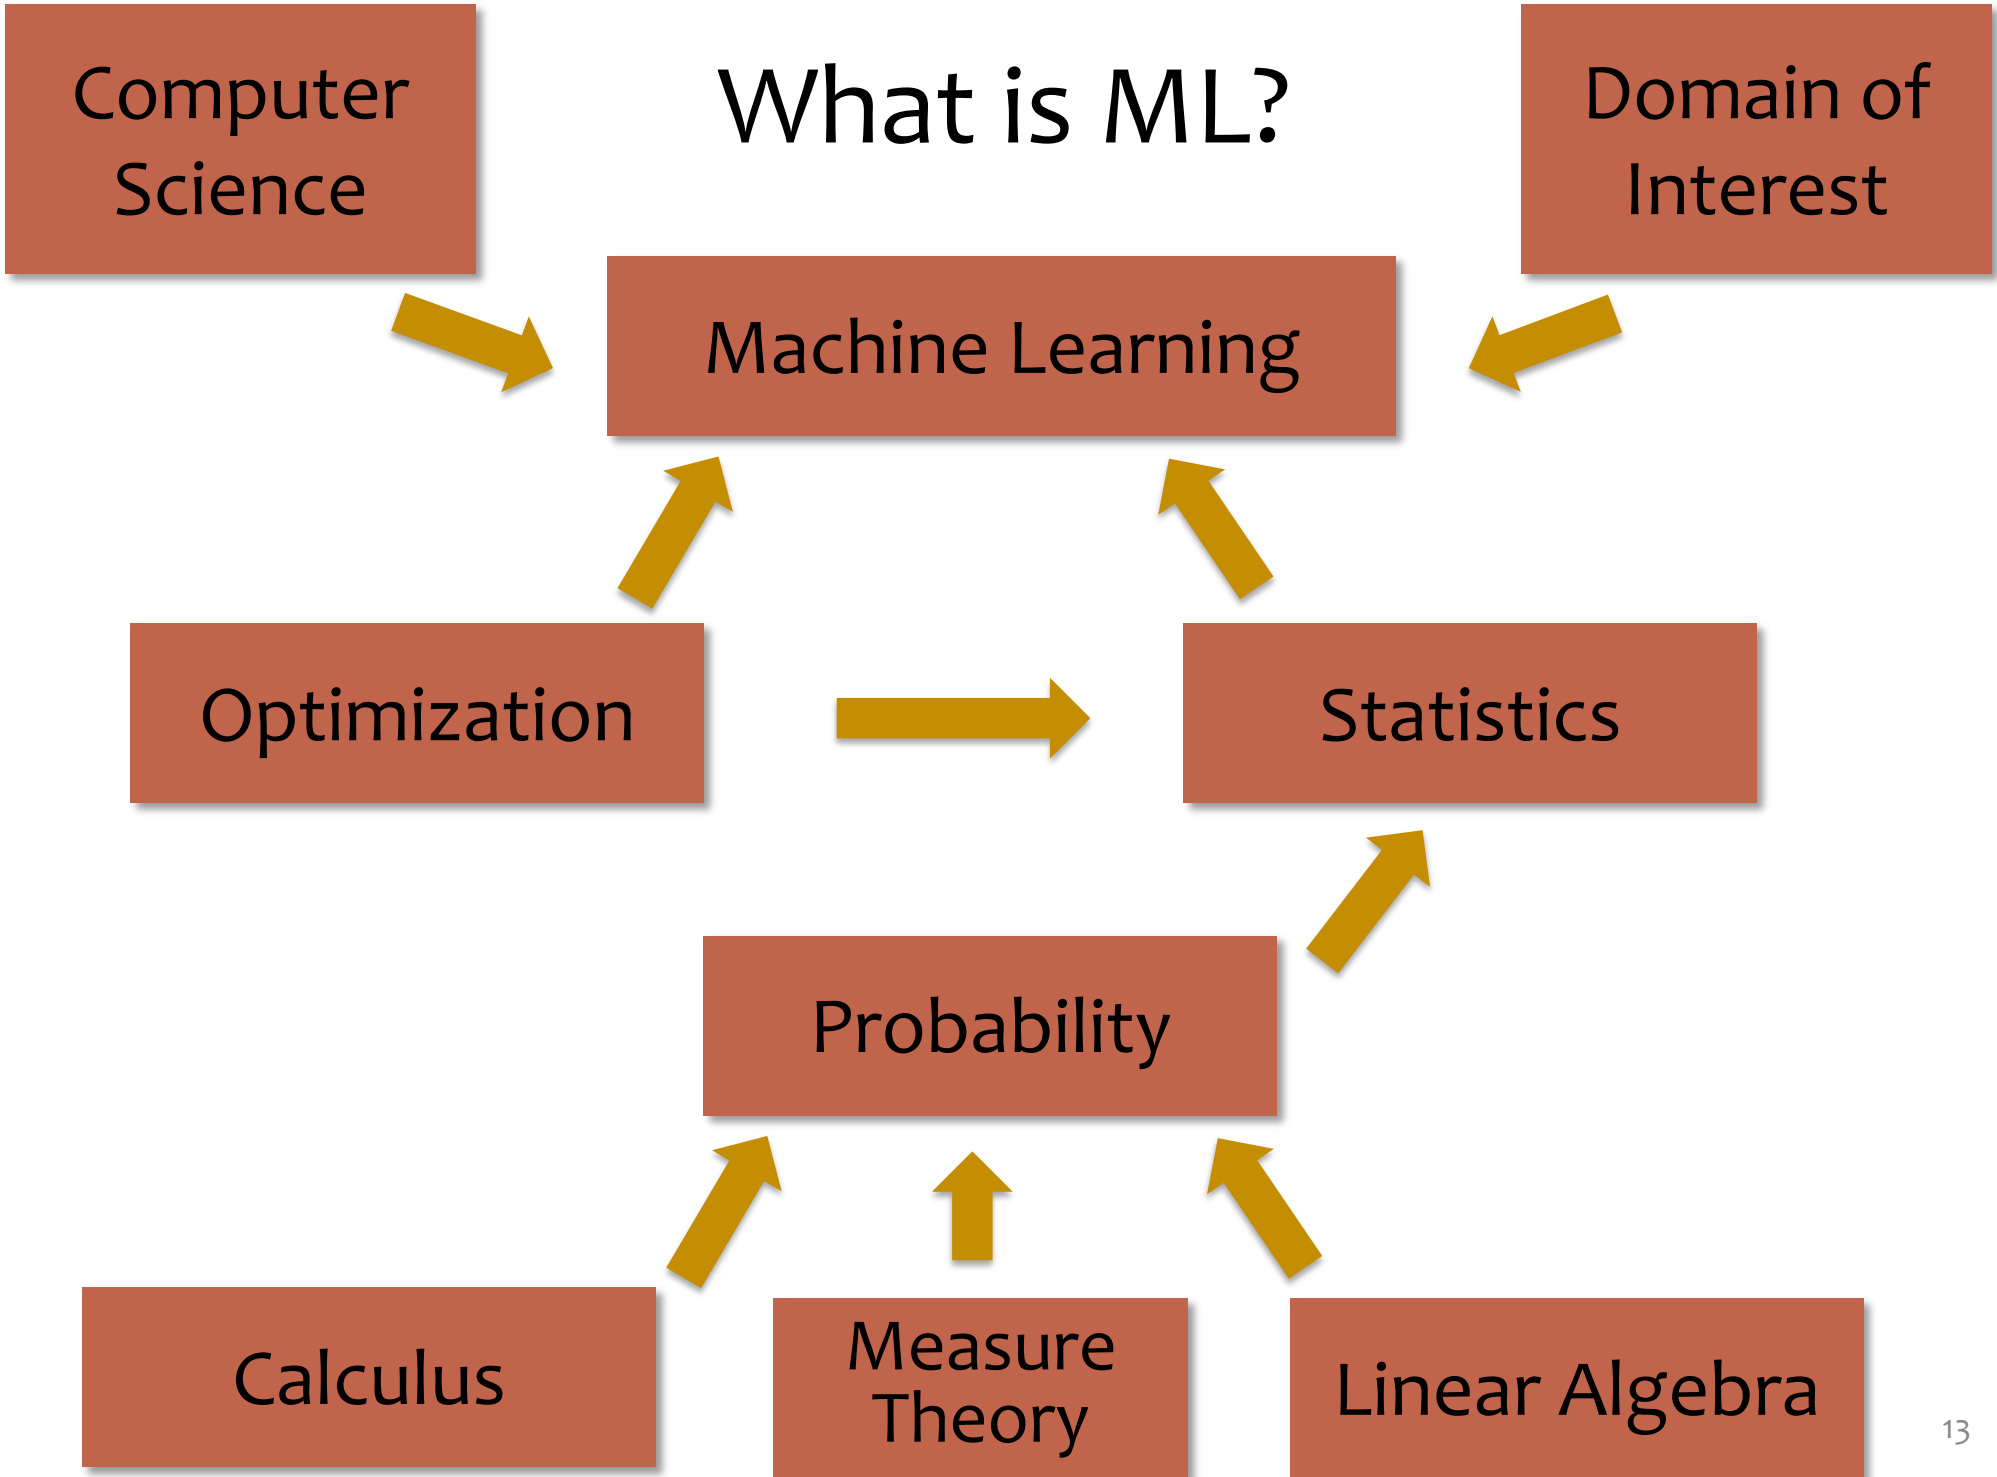 What is ML?
Computer
Science
Domain of
Interest
Machine Learning
Optimization
Statistics
Probability
Calculus
Measure
Theory
Linear Algebra
13